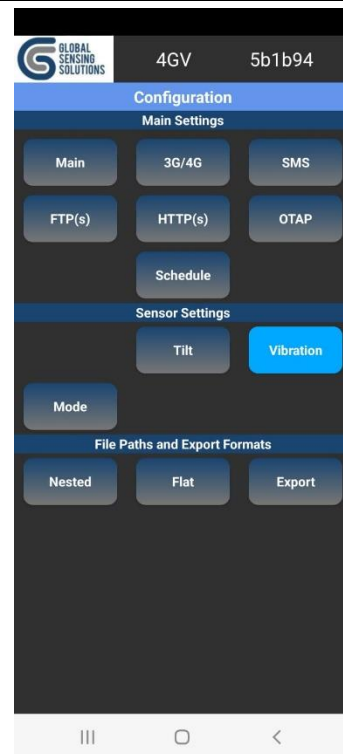 GLOBAL
SENSING
SOLUTIONS
4GV 5b1b94
Configuration
Main Settings
Main 3G/4G SMS
FTP(s) HTTP(s) OTAP
Schedule
Sensor Settings
Tilt Vibration
Mode
File Paths and Export Formats
Nested Flat Export